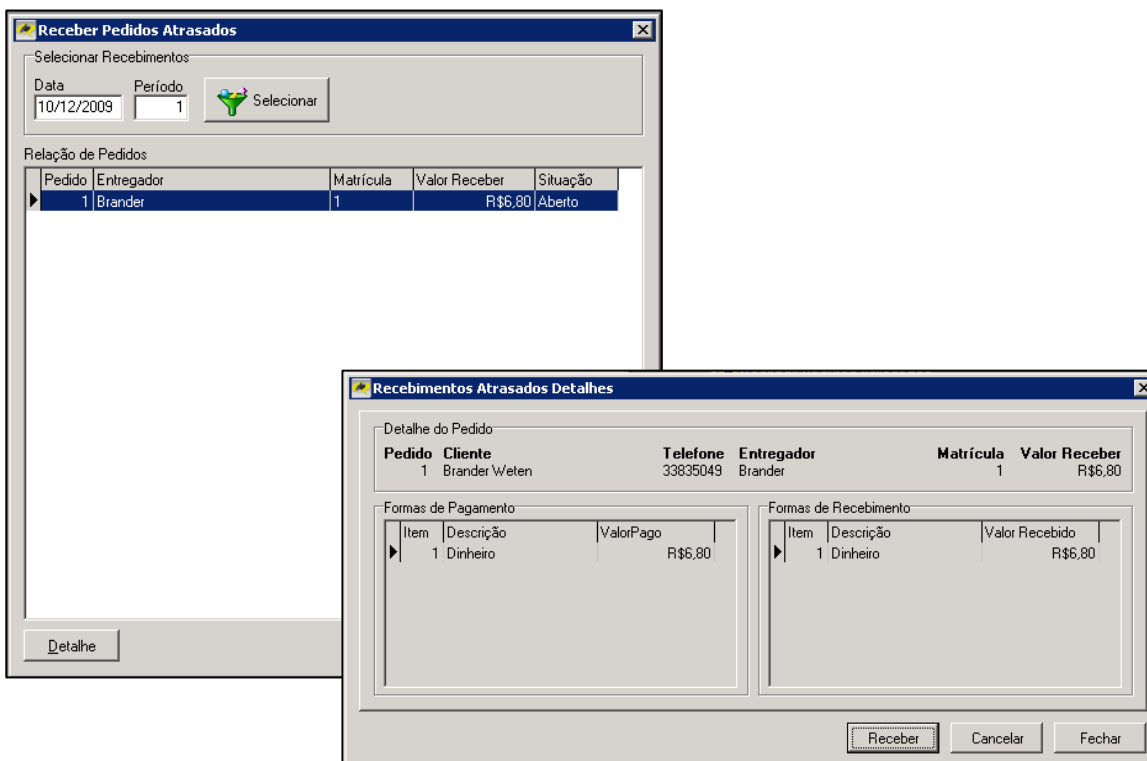 Receber Pedidos Atrasados
Selecionar Recebimentos
Data Período
10/12/2009 1 Selecionar
Relação de Pedidos
Pedido Entregador Matrícula Valor Receber Situação
1 Brander 1 R$6,80 Aberto
Detalhe
Recebimentos Atrasados Detalhes
Detalhe do Pedido
Pedido Cliente Telefone Entregador Matrícula Valor Receber
1 Brander Weten 33835049 Brander 1 R$6,80
Formas de Pagamento
Item Descrição ValorPago
1 Dinheiro R$6,80
Formas de Recebimento
Item Descrição Valor Recebido
1 Dinheiro R$6,80
Receber Cancelar Fechar